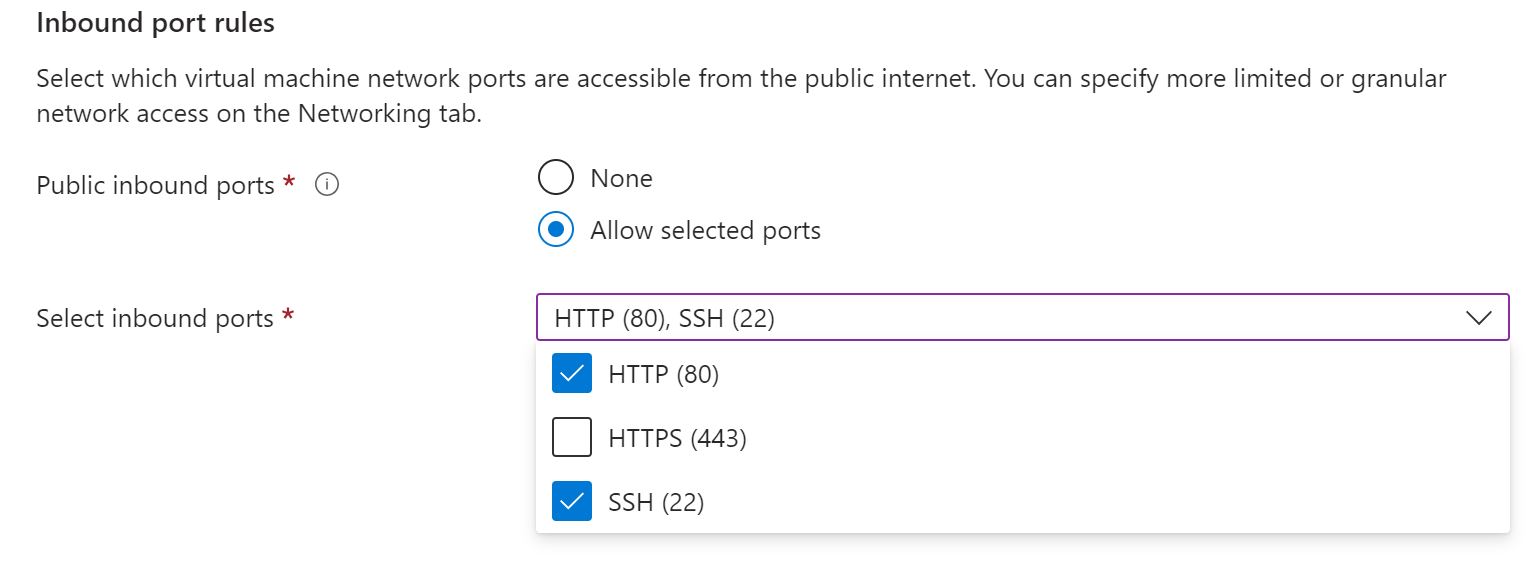 Inbound port rules
Select which virtual machine network ports are accessible from the public internet. You can specify more limited or granular
network access on the Networking tab.
Public inbound ports *
None
Allow selected ports
Select inbound ports *
HTTP (80), SSH (22)
HTTP (80)
HTTPS (443)
SSH (22)